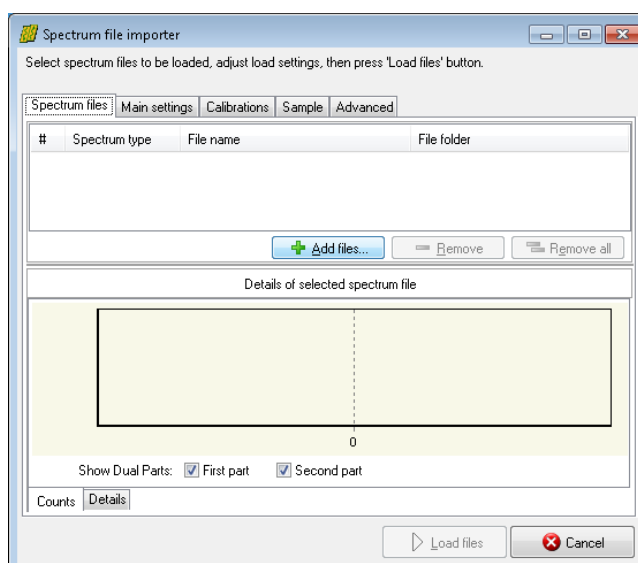 Spectrum file importer
Select spectrum files to be loaded, adjust load settings, then press 'Load files' button.
Spectrum files Main settings Calibrations Sample Advanced
# Spectrum type File name File folder
Add files... Remove Remove all
Details of selected spectrum file
0
Show Dual Parts: First part Second part
Counts Details
Load files Cancel